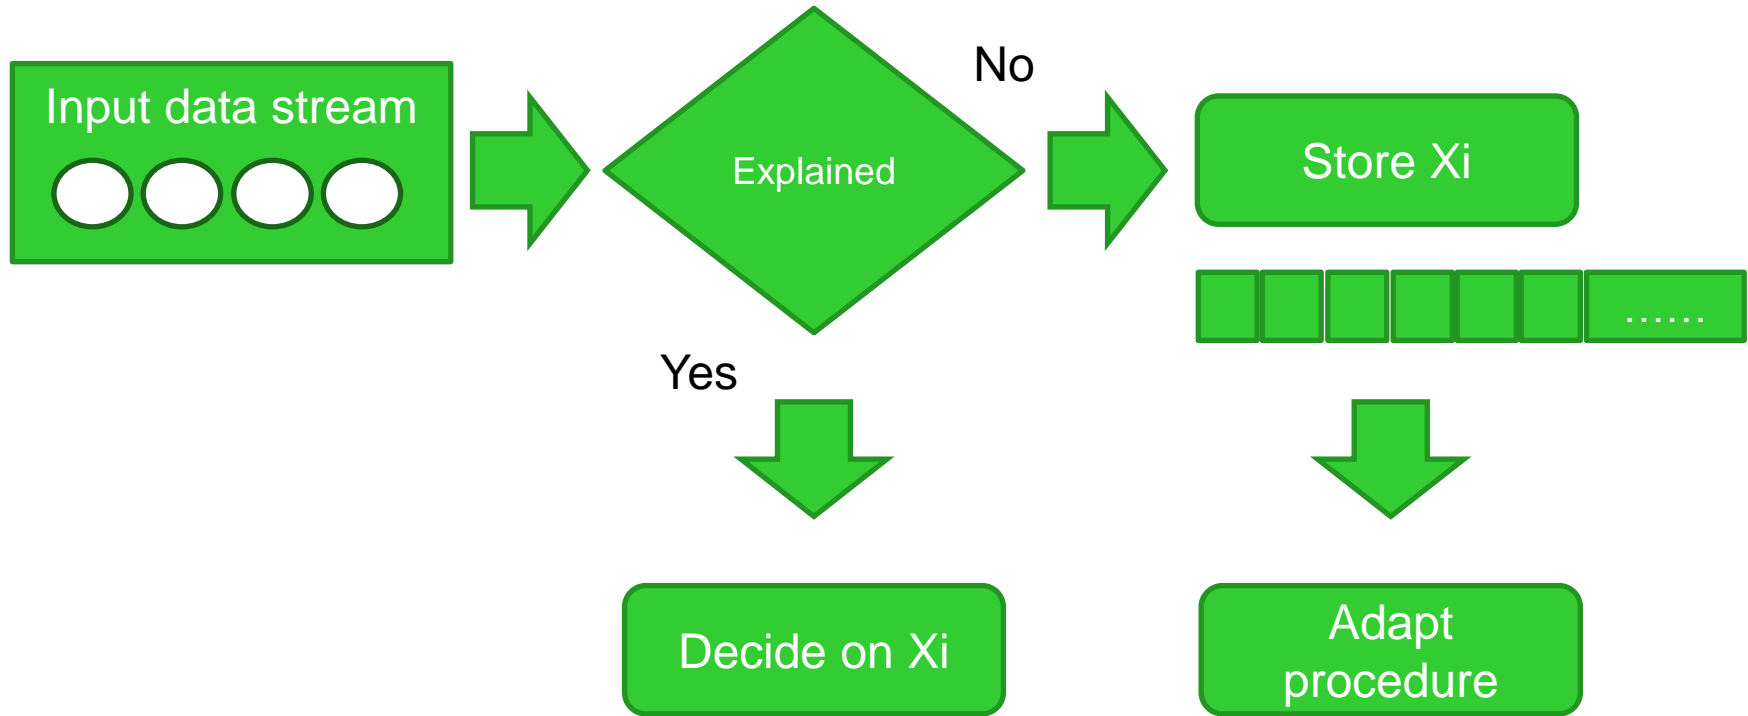 Input data stream
Explained
No
Store Xi
......
Yes
Decide on Xi
Adapt
procedure